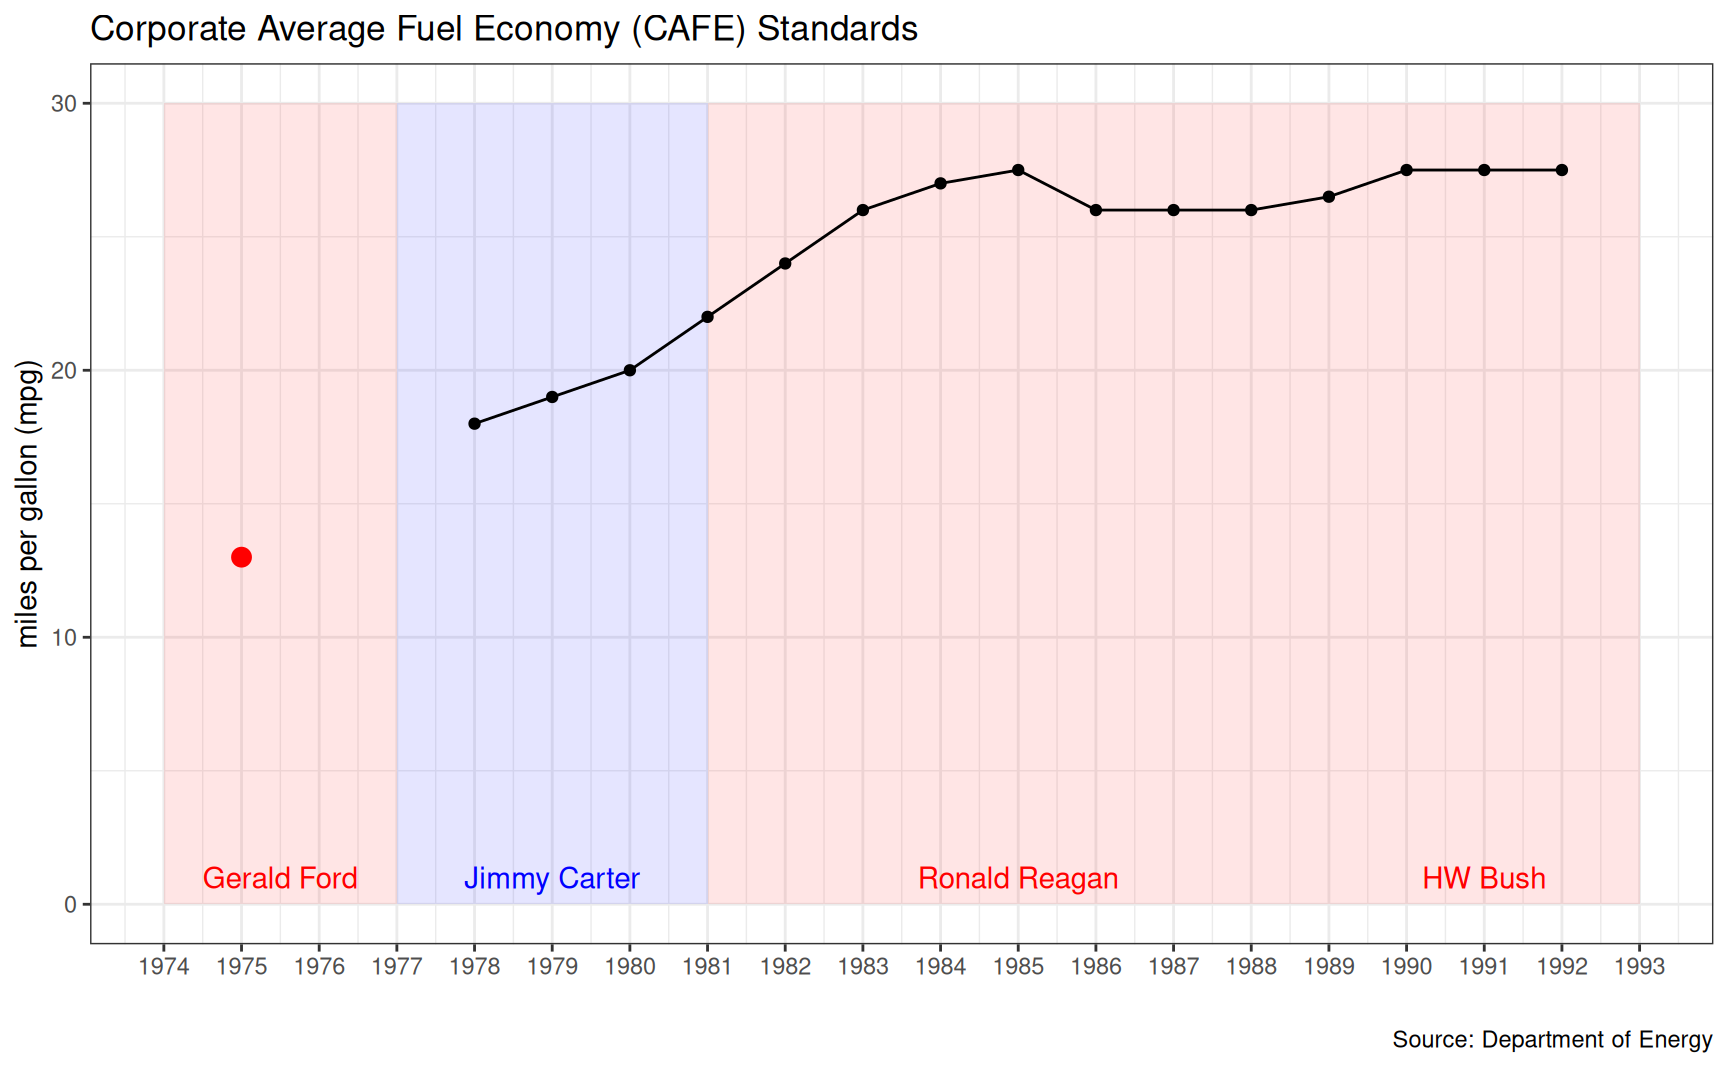 Corporate Average Fuel Economy (CAFE) Standards
miles per gallon (mpg)
30
20
10
0
Gerald Ford Jimmy Carter Ronald Reagan HW Bush
1974 1975 1976 1977 1978 1979 1980 1981 1982 1983 1984 1985 1986 1987 1988 1989 1990 1991 1992 1993
Source: Department of Energy